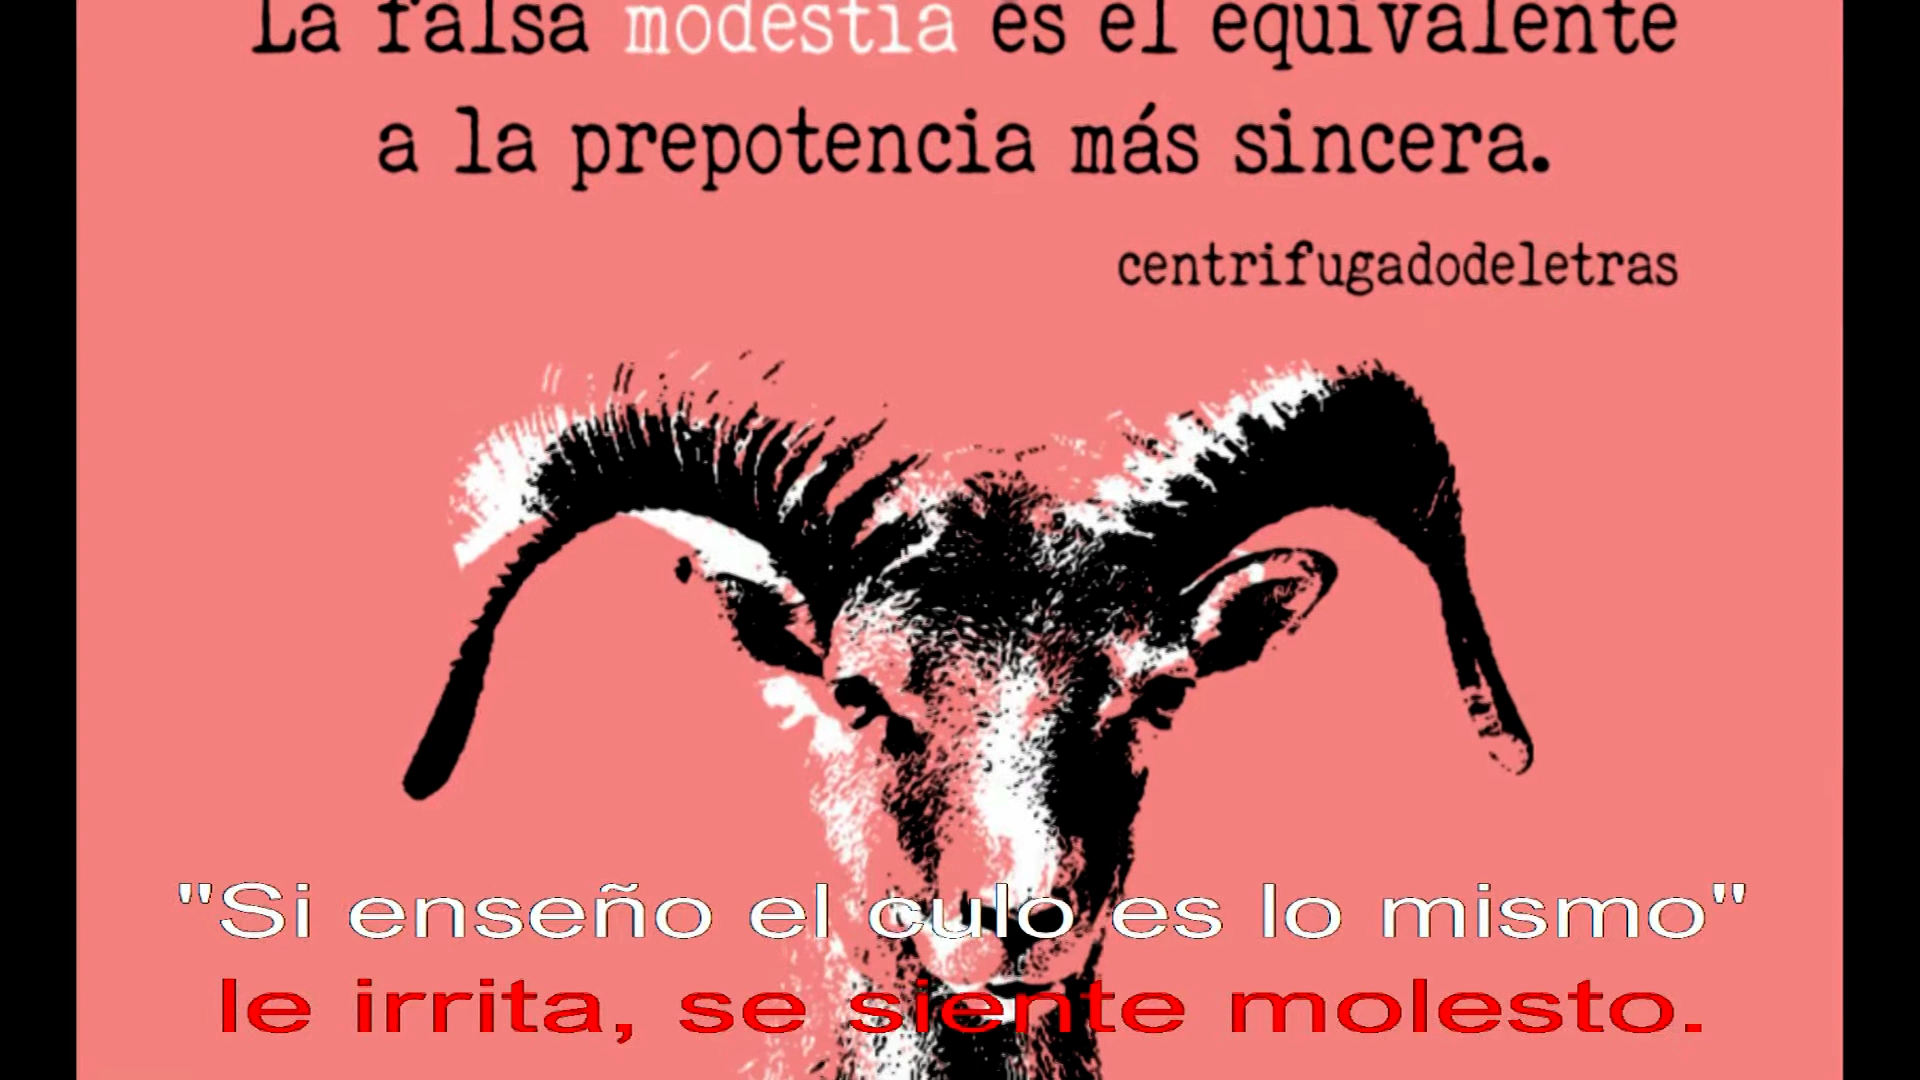 La falsa modestia es el equivalente
a la prepotencia más sincera.
centrifugadodeletras
"Si enseño el culo es lo mismo"
le irrita, se siente molesto.